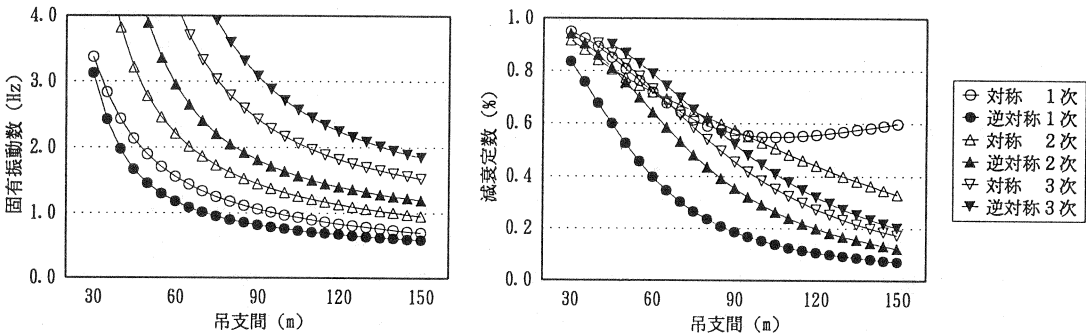 4.0
3.0
2.0
1.0
0.0
固有振動数 (Hz)
30 60 90 120 150
吊支間 (m)
1.0
0.8
0.6
0.4
0.2
0.0
減衰定数 (%)
30 60 90 120 150
吊支間 (m)
対称 1次
逆対称1次
対称 2次
逆対称2次
対称 3次
逆対称3次